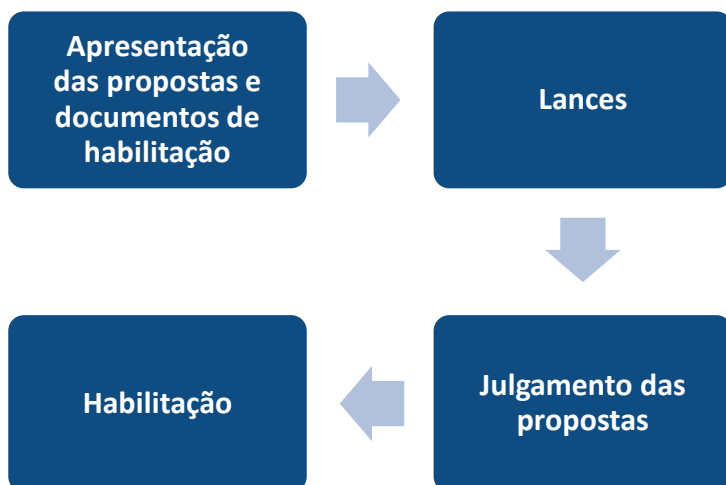 Apresentação
das propostas e
documentos de
habilitação
Lances
Julgamento das
propostas
Habilitação